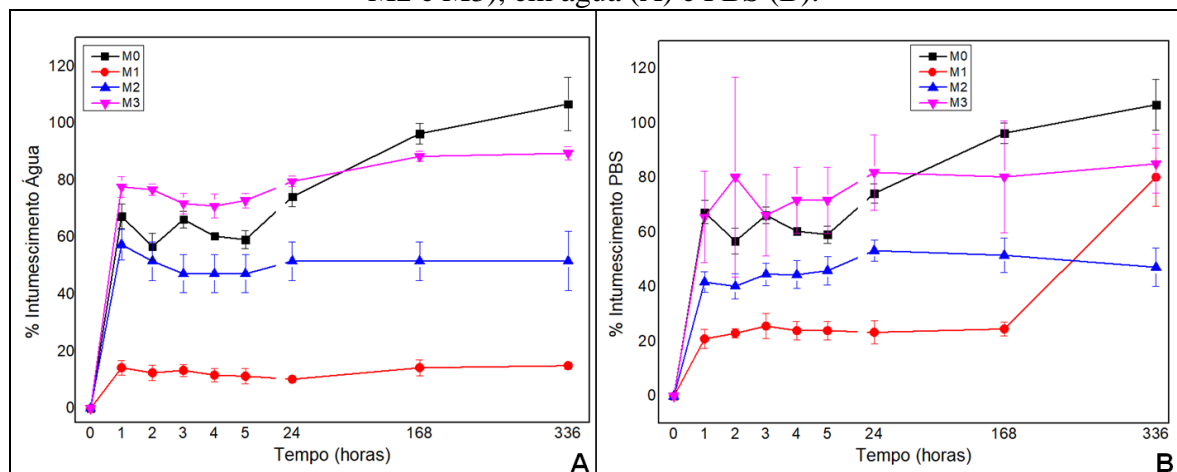 M2 e M3), em água (A) e PBS (B).
M0
M1
M2
M3
% Intumescimento Água
120
100
80
60
40
20
0
0 1 2 3 4 5 24 168 336
Tempo (horas)
A
M0
M1
M2
M3
% Intumescimento PBS
120
100
80
60
40
20
0
0 1 2 3 4 5 24 168 336
Tempo (horas)
B